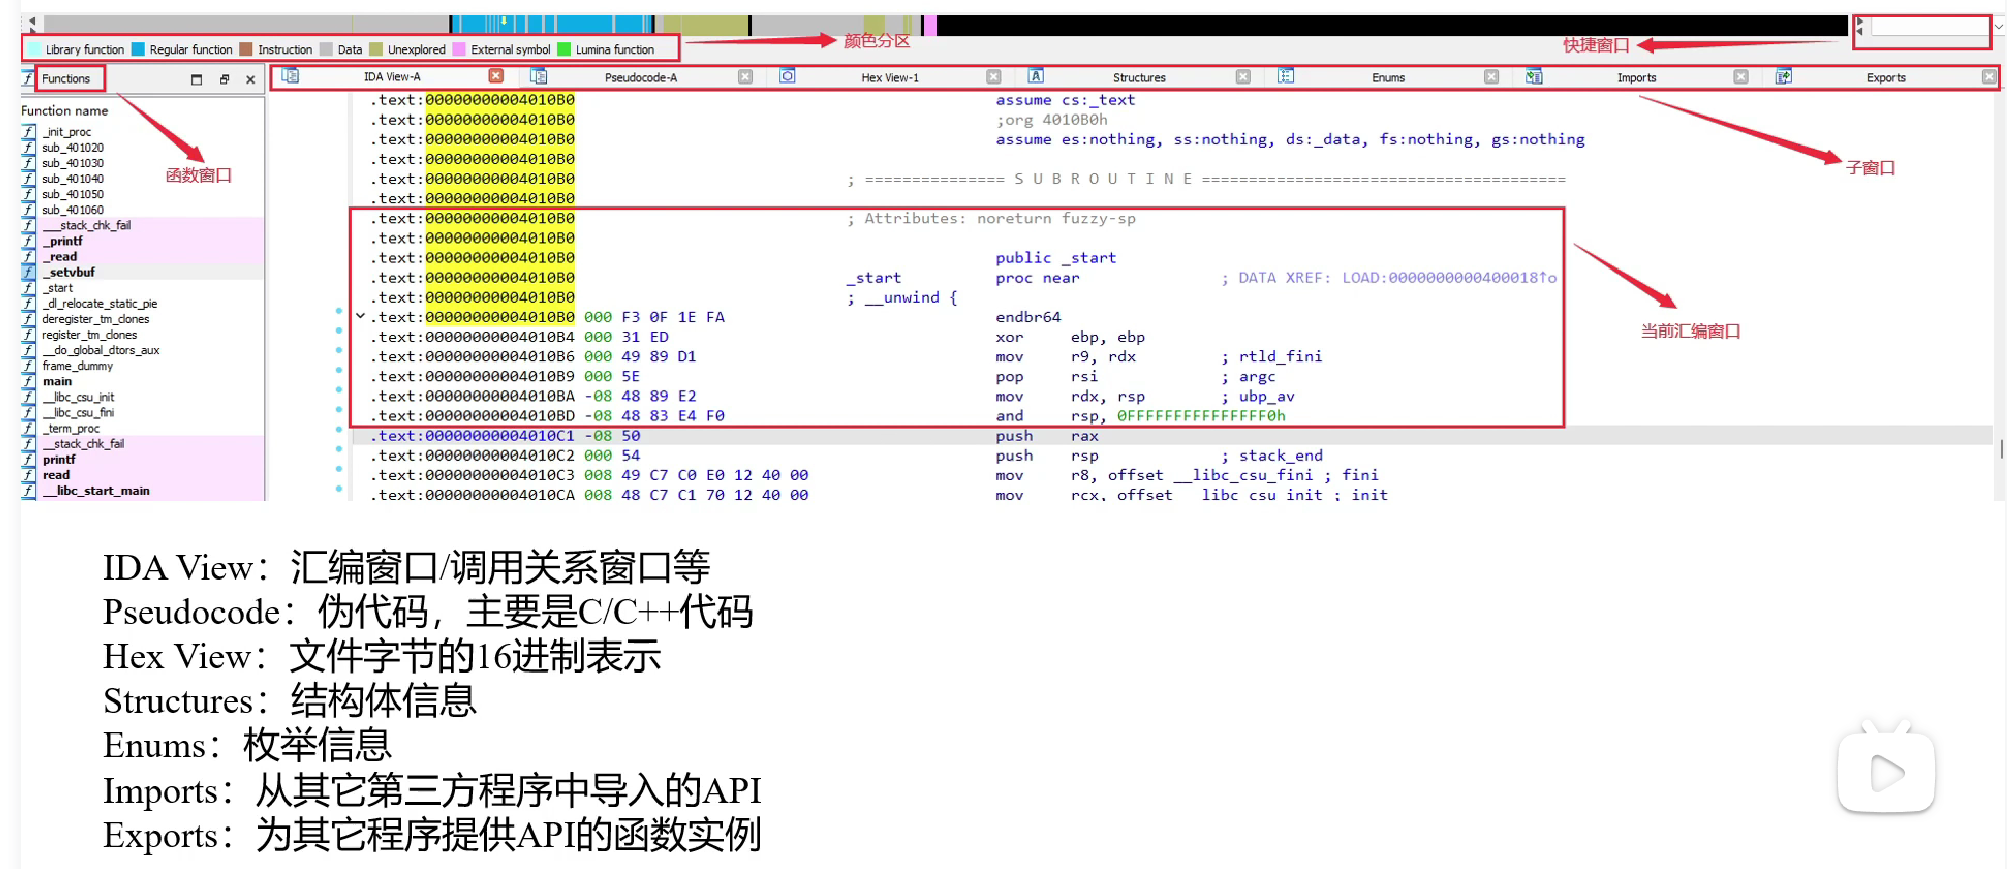 Library function Regular function Instruction Data Unexplored External symbol Lumina function
颜色分区
快捷窗口
Functions
IDA View-A Pseudocode-A Hex View-1 Structures Enums Imports Exports
Function name
_init_proc
sub_401020
sub_401030
sub_401040
sub_401050
sub_401060
___stack_chk_fail
_printf
_read
_setvbuf
_start
_dl_relocate_static_pie
deregister_tm_clones
register_tm_clones
__do_global_dtors_aux
frame_dummy
main
__libc_csu_init
__libc_csu_fini
_term_proc
__stack_chk_fail
printf
read
__libc_start_main
函数窗口
.text:00000000004010B0 assume cs:_text
.text:00000000004010B0 ;org 4010B0h
.text:00000000004010B0 assume es:nothing, ss:nothing, ds:_data, fs:nothing, gs:nothing
.text:00000000004010B0
.text:00000000004010B0 ; =============== S U B R O U T I N E =======================================
.text:00000000004010B0
.text:00000000004010B0 ; Attributes: noreturn fuzzy-sp
.text:00000000004010B0
.text:00000000004010B0 public _start
.text:00000000004010B0 _start proc near ; DATA XREF: LOAD:0000000000400018↑o
.text:00000000004010B0 ; __unwind {
.text:00000000004010B0 000 F3 0F 1E FA endbr64
.text:00000000004010B4 000 31 ED xor ebp, ebp
.text:00000000004010B6 000 49 89 D1 mov r9, rdx ; rtld_fini
.text:00000000004010B9 000 5E pop rsi ; argc
.text:00000000004010BA -08 48 89 E2 mov rdx, rsp ; ubp_av
.text:00000000004010BD -08 48 83 E4 F0 and rsp, 0FFFFFFFFFFFFFFF0h
.text:00000000004010C1 -08 50 push rax
.text:00000000004010C2 000 54 push rsp ; stack_end
.text:00000000004010C3 008 49 C7 C0 E0 12 40 00 mov r8, offset __libc_csu_fini ; fini
.text:00000000004010CA 008 48 C7 C1 70 12 40 00 mov rcx, offset __libc_csu_init ; init
子窗口
当前汇编窗口
IDA View：汇编窗口/调用关系窗口等
Pseudocode：伪代码，主要是C/C++代码
Hex View：文件字节的16进制表示
Structures：结构体信息
Enums：枚举信息
Imports：从其它第三方程序中导入的API
Exports：为其它程序提供API的函数实例